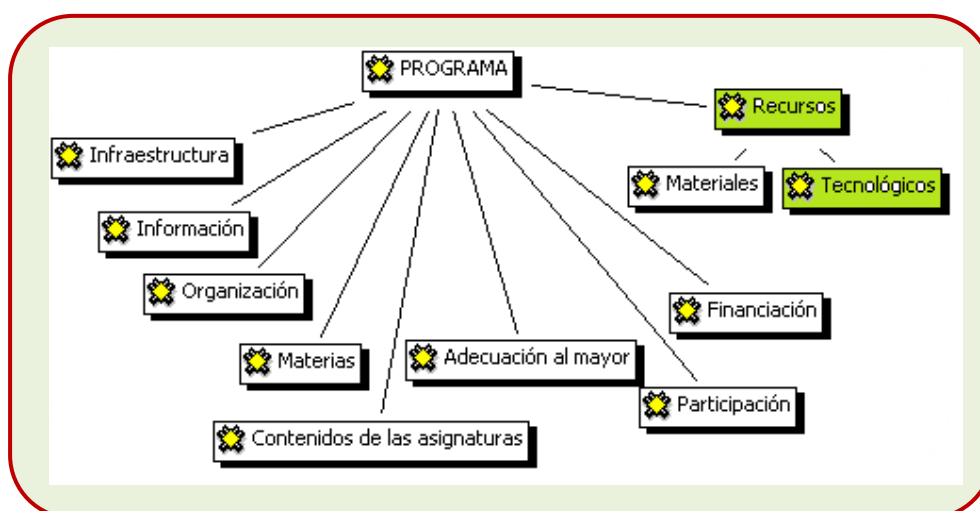 PROGRAMA
Recursos
Infraestructura
Materiales
Tecnológicos
Información
Organización
Financiación
Materias
Adecuación al mayor
Participación
Contenidos de las asignaturas